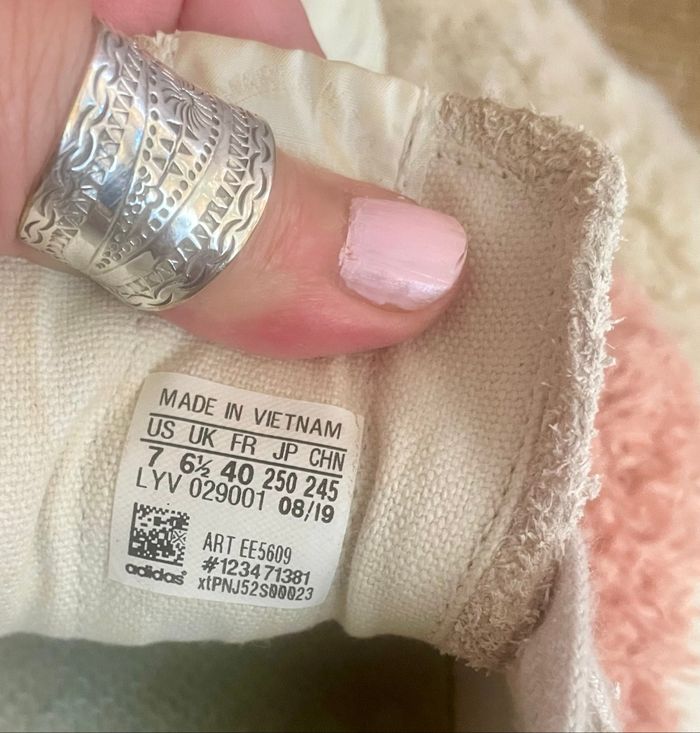 MADE IN VIETNAM
US UK FR JP CHN
7 6½ 40 250 245
LYV 029001 08/19
ART EE5609
#123471381
xtPNJ52S00023
adidas